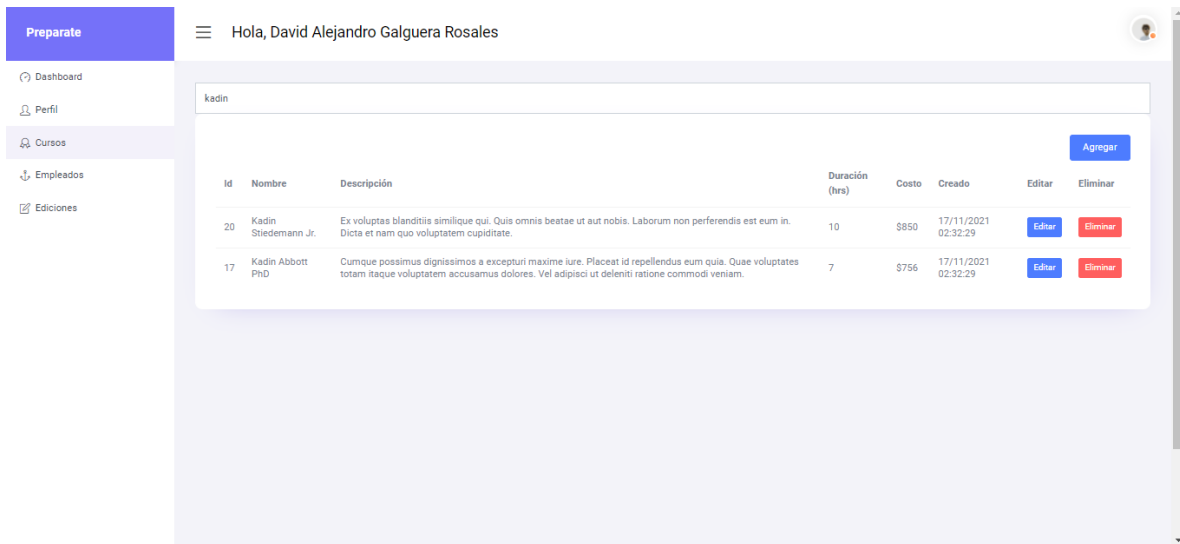 Preparate
Hola, David Alejandro Galguera Rosales
Dashboard
Perfil
Cursos
Empleados
Ediciones
kadin
Agregar
Id Nombre Descripción Duración (hrs) Costo Creado Editar Eliminar
20 Kadin Stiedemann Jr. Ex voluptas blanditiis similique qui. Quis omnis beatae ut aut nobis. Laborum non perferendis est eum in.
Dicta et nam quo voluptatem cupiditate. 10 $850 17/11/2021 02:32:29 Editar Eliminar
17 Kadin Abbott PhD Cumque possimus dignissimos a excepturi maxime iure. Placeat id repellendus eum quia. Quae voluptates
totam itaque voluptatem accusamus dolores. Vel adipisci ut deleniti ratione commodi veniam. 7 $756 17/11/2021 02:32:29 Editar Eliminar